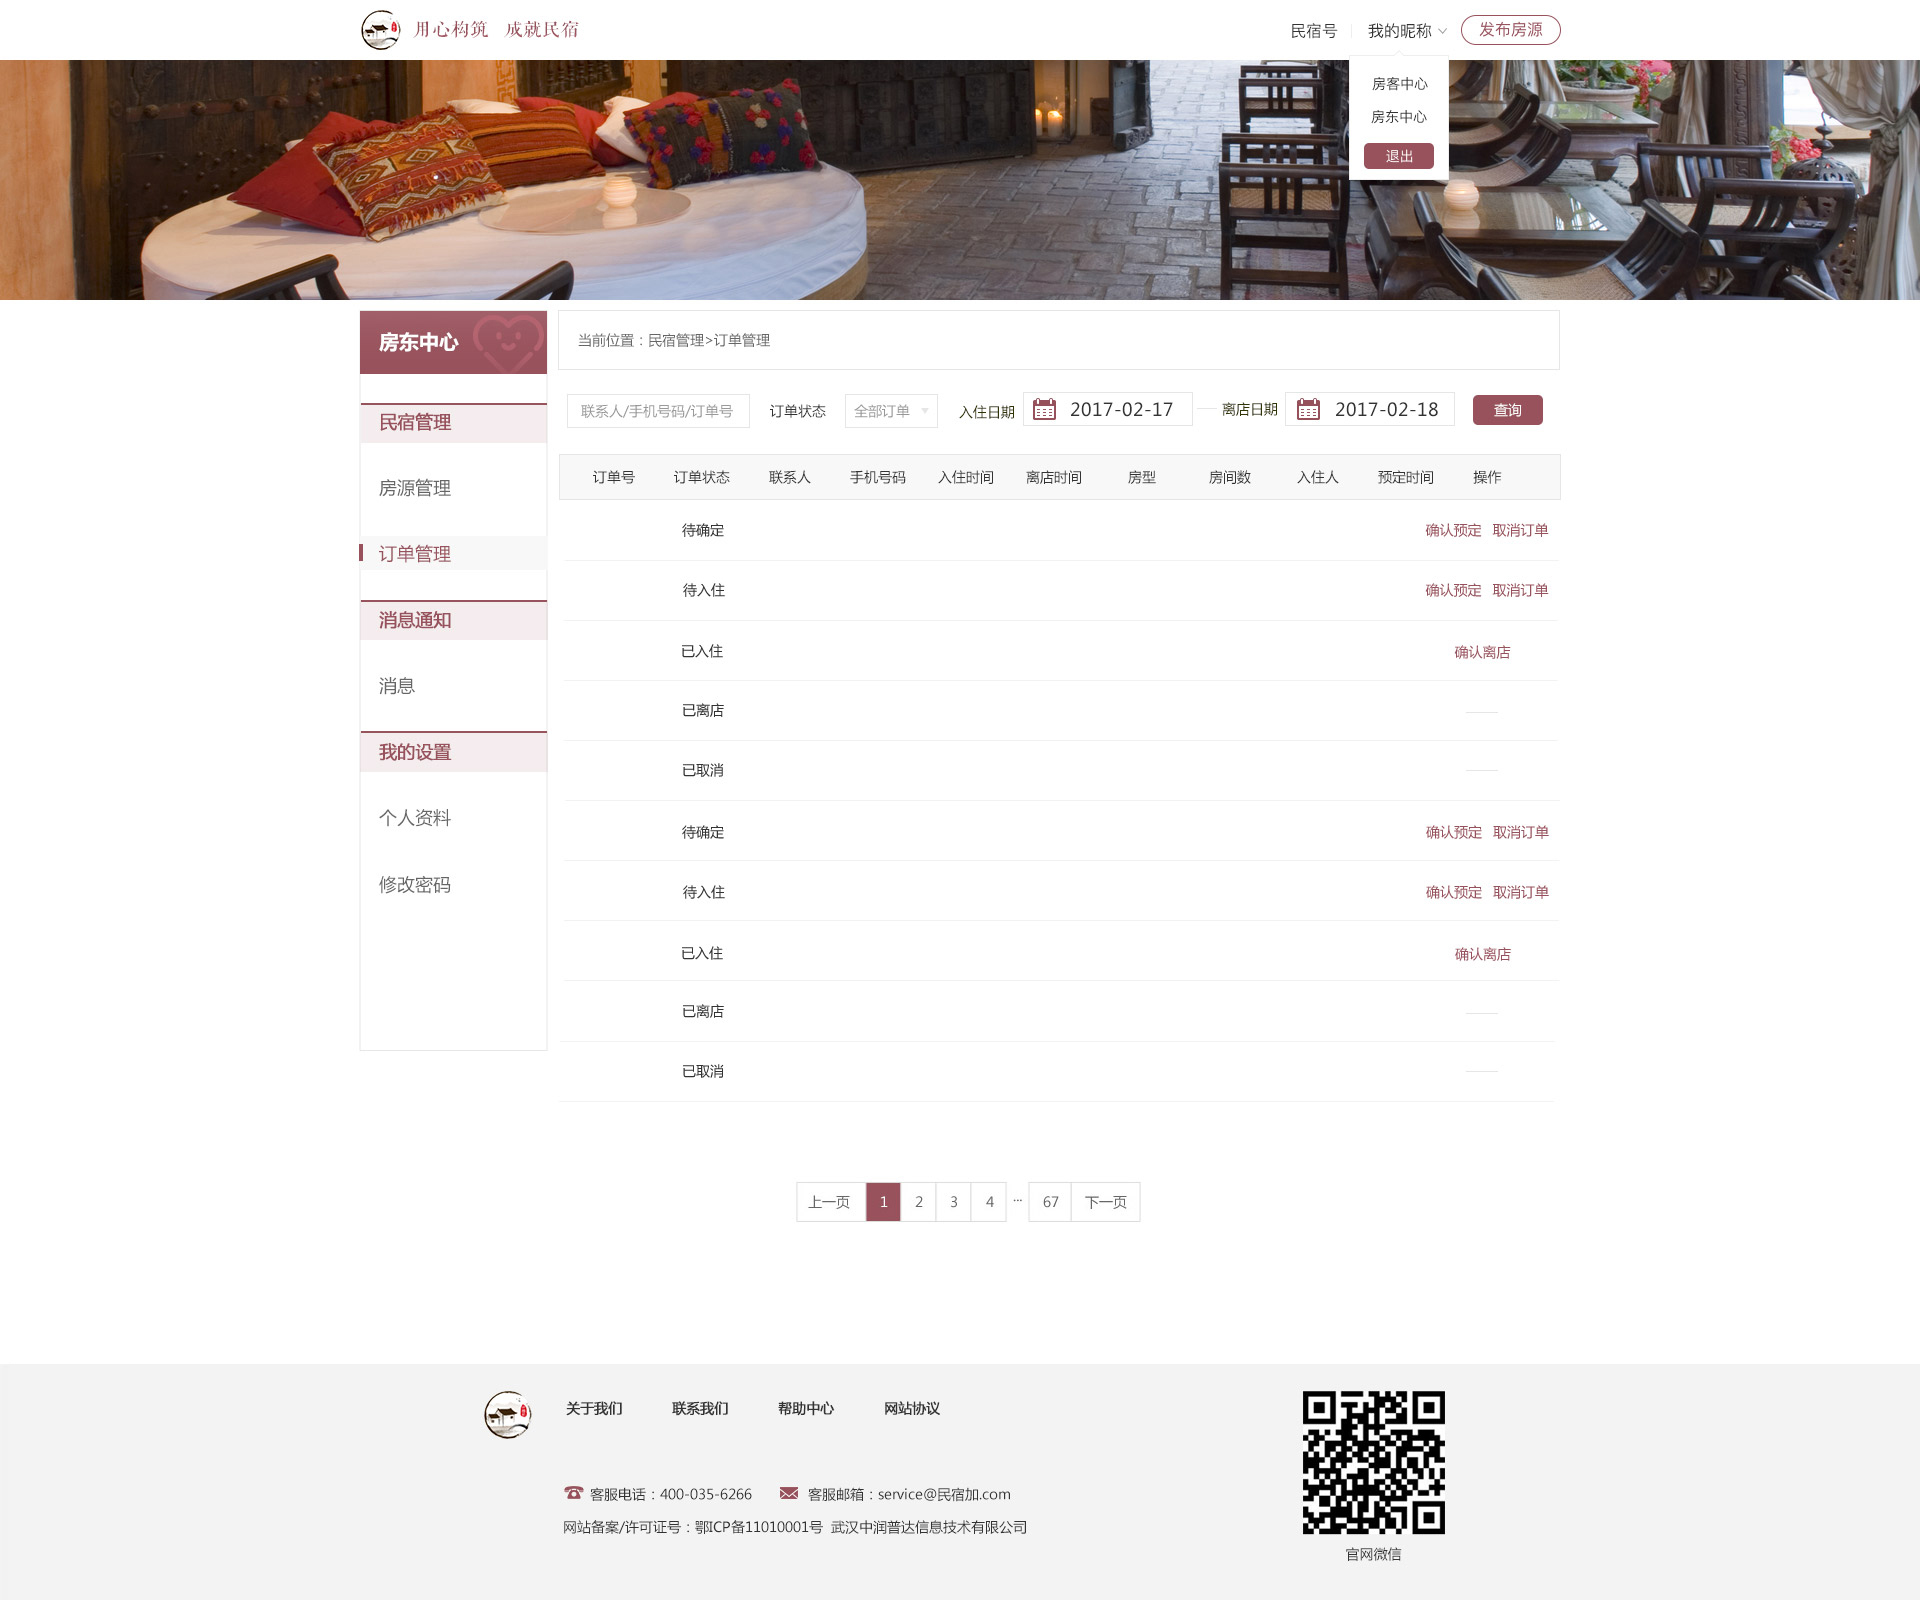 用心构筑 成就民宿
民宿号 我的昵称 发布房源
房客中心
房东中心
退出
房东中心
民宿管理
房源管理
订单管理
消息通知
消息
我的设置
个人资料
修改密码
当前位置：民宿管理>订单管理
联系人/手机号码/订单号 订单状态 全部订单 入住日期 2017-02-17 离店日期 2017-02-18 查询
订单号 订单状态 联系人 手机号码 入住时间 离店时间 房型 房间数 入住人 预定时间 操作
待确定 确认预定 取消订单
待入住 确认预定 取消订单
已入住 确认离店
已离店
已取消
待确定 确认预定 取消订单
待入住 确认预定 取消订单
已入住 确认离店
已离店
已取消
上一页 1 2 3 4 ... 67 下一页
关于我们 联系我们 帮助中心 网站协议
客服电话：400-035-6266 客服邮箱：service@民宿加.com
网站备案/许可证号：鄂ICP备11010001号 武汉中润普达信息技术有限公司
官网微信